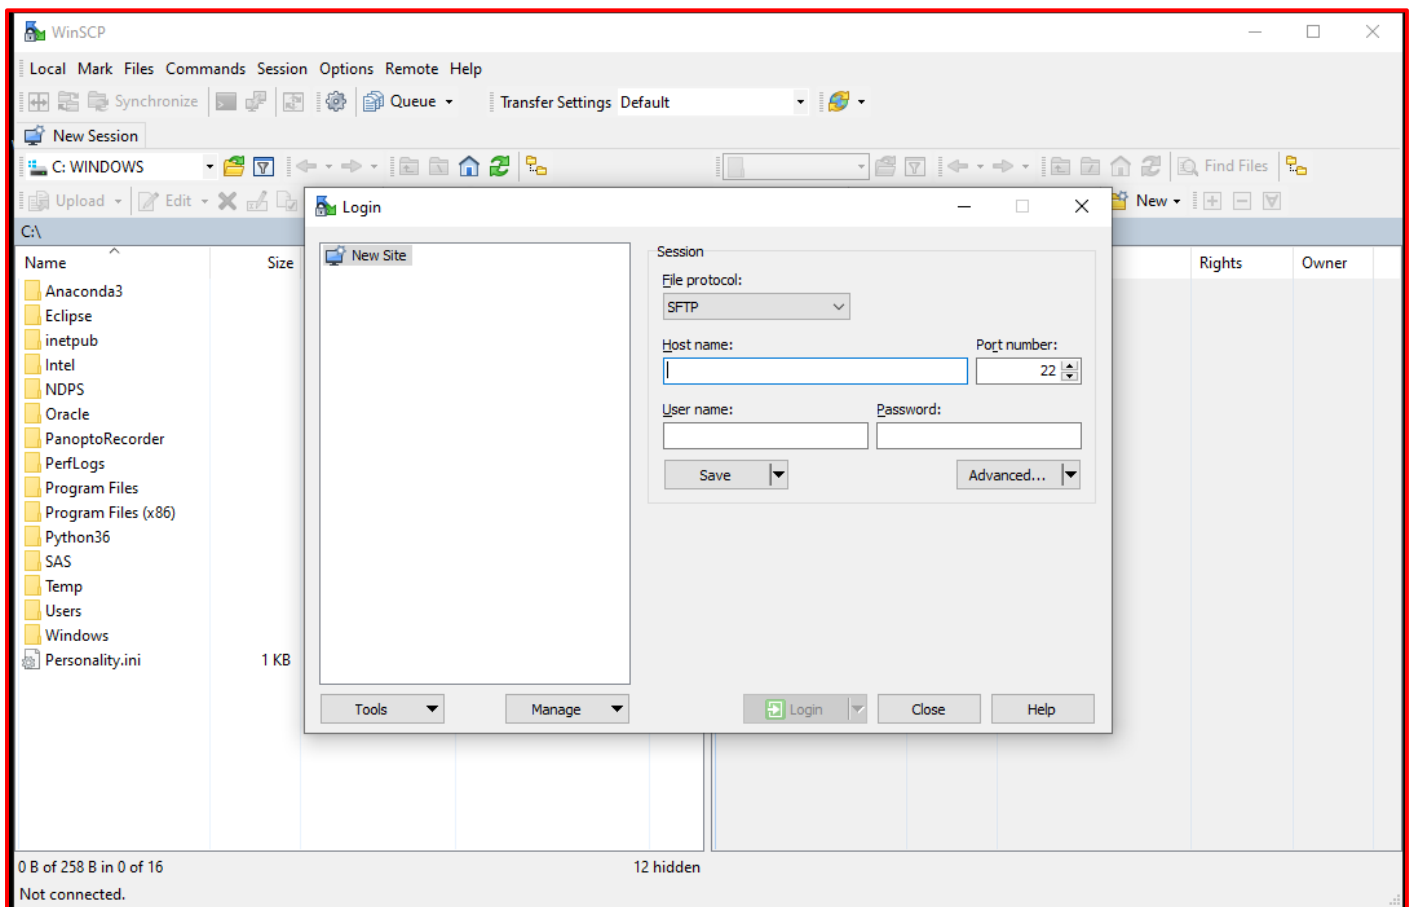 WinSCP
Local Mark Files Commands Session Options Remote Help
Synchronize Queue Transfer Settings Default
New Session
C: WINDOWS Find Files
Upload Edit New
C:\
Name Size Rights Owner
Anaconda3
Eclipse
inetpub
Intel
NDPS
Oracle
PanoptoRecorder
PerfLogs
Program Files
Program Files (x86)
Python36
SAS
Temp
Users
Windows
Personality.ini 1 KB
Login
New Site
Session
File protocol:
SFTP
Host name: Port number:
22
User name: Password:
Save Advanced...
Tools Manage Login Close Help
0 B of 258 B in 0 of 16 12 hidden
Not connected.